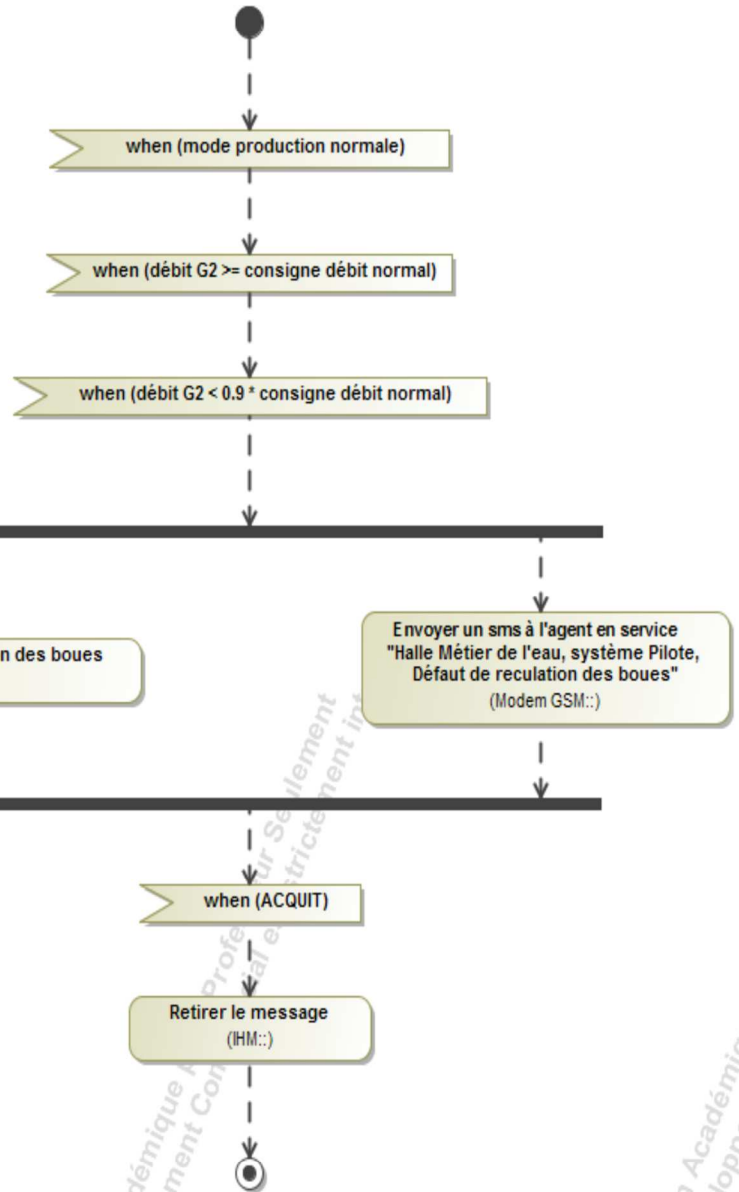 when (mode production normale)
when (débit G2 >= consigne débit normal)
when (débit G2 < 0.9 * consigne débit normal)
n des boues
Envoyer un sms à l'agent en service
"Halle Métier de l'eau, système Pilote,
Défaut de reculation des boues"
(Modem GSM::)
when (ACQUIT)
Retirer le message
(IHM::)